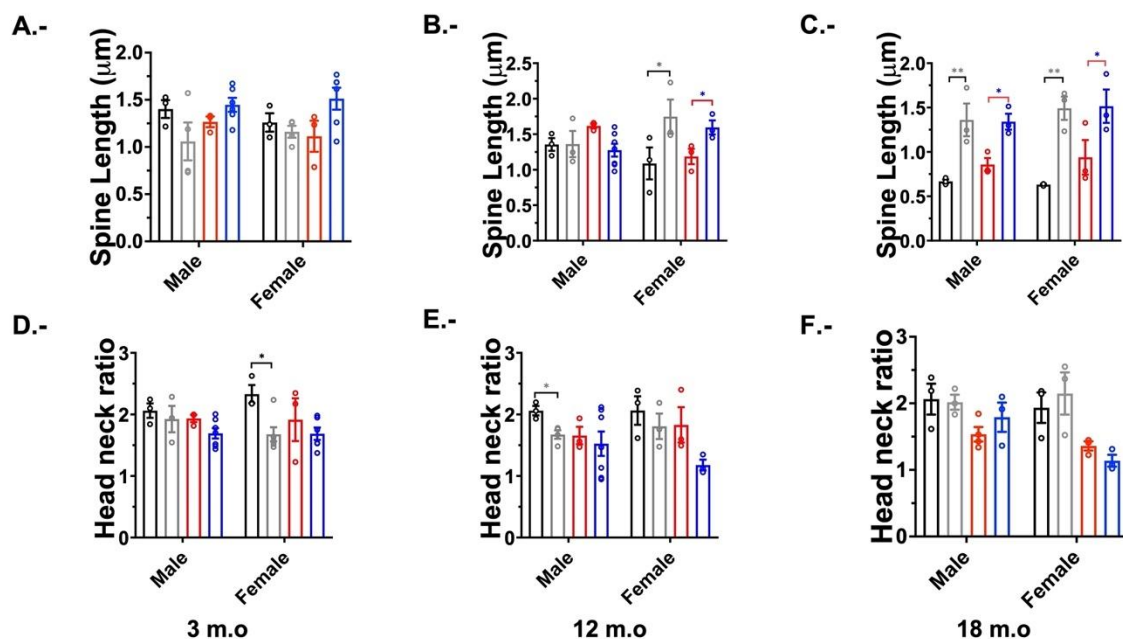 A.-
Spine Length (µm)
2.0
1.5
1.0
0.5
0.0
Male
Female
B.-
Spine Length (µm)
2.5
2.0
1.5
1.0
0.5
0.0
*
*
Male
Female
C.-
Spine Length (µm)
2.0
1.5
1.0
0.5
0.0
**
*
**
*
Male
Female
D.-
Head neck ratio
3
2
1
0
*
Male
Female
3 m.o
E.-
Head neck ratio
3
2
1
0
*
Male
Female
12 m.o
F.-
Head neck ratio
3
2
1
0
Male
Female
18 m.o